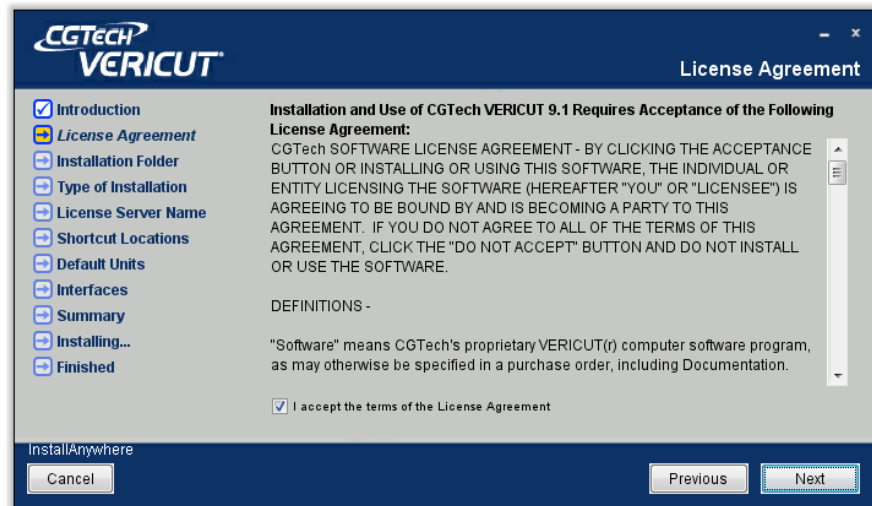 CGTECH
VERICUT
License Agreement
Introduction
License Agreement
Installation Folder
Type of Installation
License Server Name
Shortcut Locations
Default Units
Interfaces
Summary
Installing...
Finished
Installation and Use of CGTech VERICUT 9.1 Requires Acceptance of the Following
License Agreement:
CGTech SOFTWARE LICENSE AGREEMENT - BY CLICKING THE ACCEPTANCE
BUTTON OR INSTALLING OR USING THIS SOFTWARE, THE INDIVIDUAL OR
ENTITY LICENSING THE SOFTWARE (HEREAFTER "YOU" OR "LICENSEE") IS
AGREEING TO BE BOUND BY AND IS BECOMING A PARTY TO THIS
AGREEMENT. IF YOU DO NOT AGREE TO ALL OF THE TERMS OF THIS
AGREEMENT, CLICK THE "DO NOT ACCEPT" BUTTON AND DO NOT INSTALL
OR USE THE SOFTWARE.
DEFINITIONS -
"Software" means CGTech's proprietary VERICUT(r) computer software program,
as may otherwise be specified in a purchase order, including Documentation.
I accept the terms of the License Agreement
InstallAnywhere
Cancel
Previous
Next